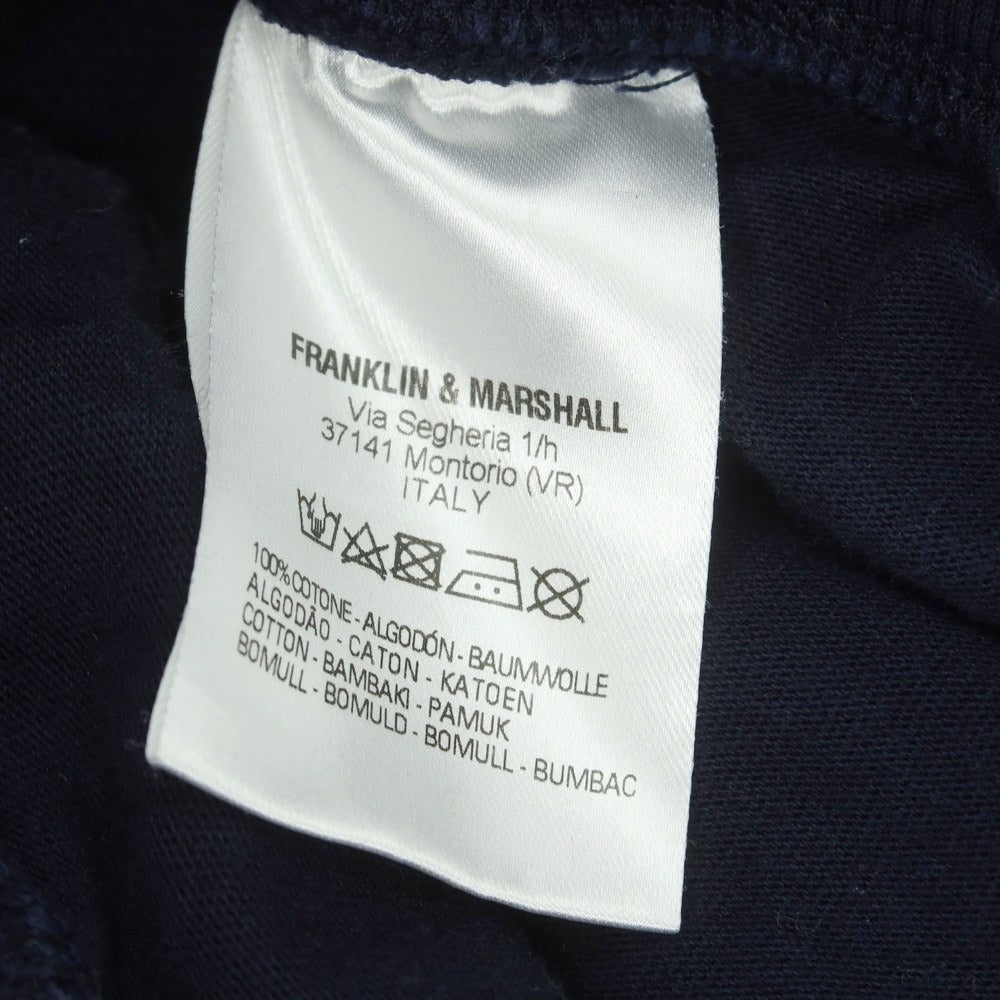 FRANKLIN & MARSHALL
Via Segheria 1/h
37141 Montorio (VR)
ITALY
100% COTONE - ALGODÓN - BAUMWOLLE
ALGODÃO - CATON - KATOEN
COTTON - BAMBAKI - PAMUK
BOMULL - BOMULD - BOMULL - BUMBAC